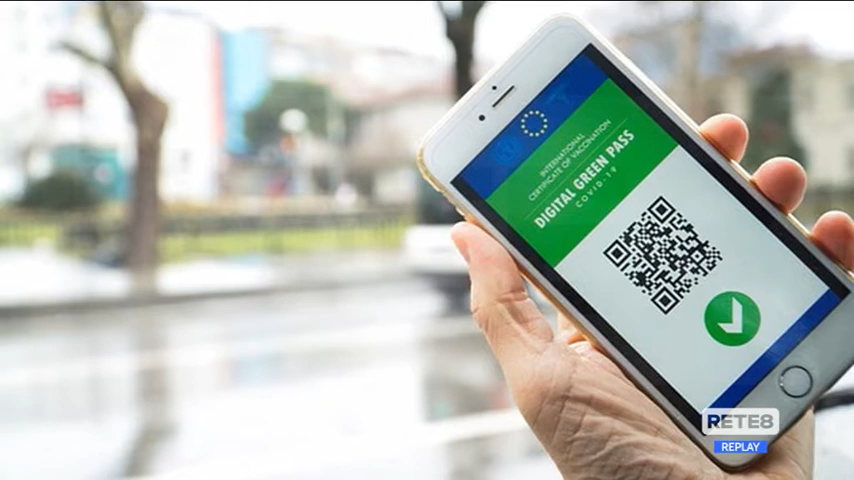 INTERNATIONAL
CERTIFICATE OF VACCINATION
DIGITAL GREEN PASS
COVID-19
RETE8
REPLAY